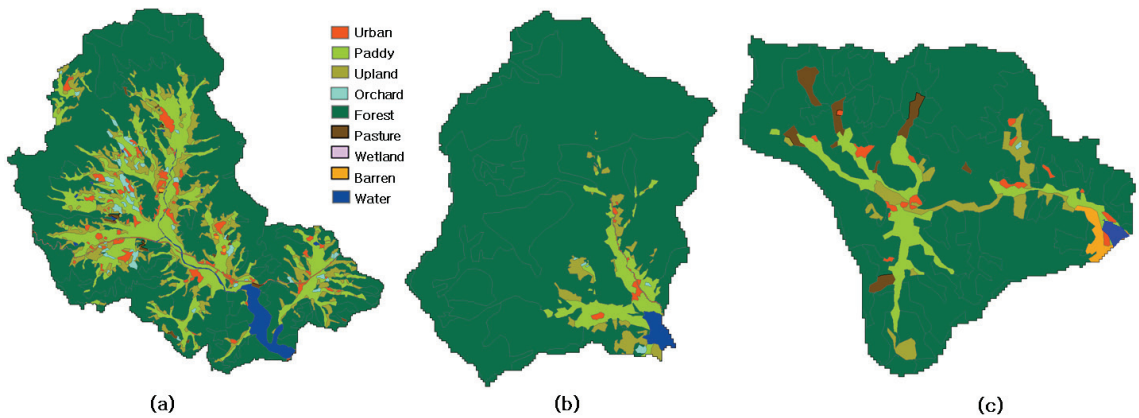 Urban
Paddy
Upland
Orchard
Forest
Pasture
Wetland
Barren
Water
(a)
(b)
(c)